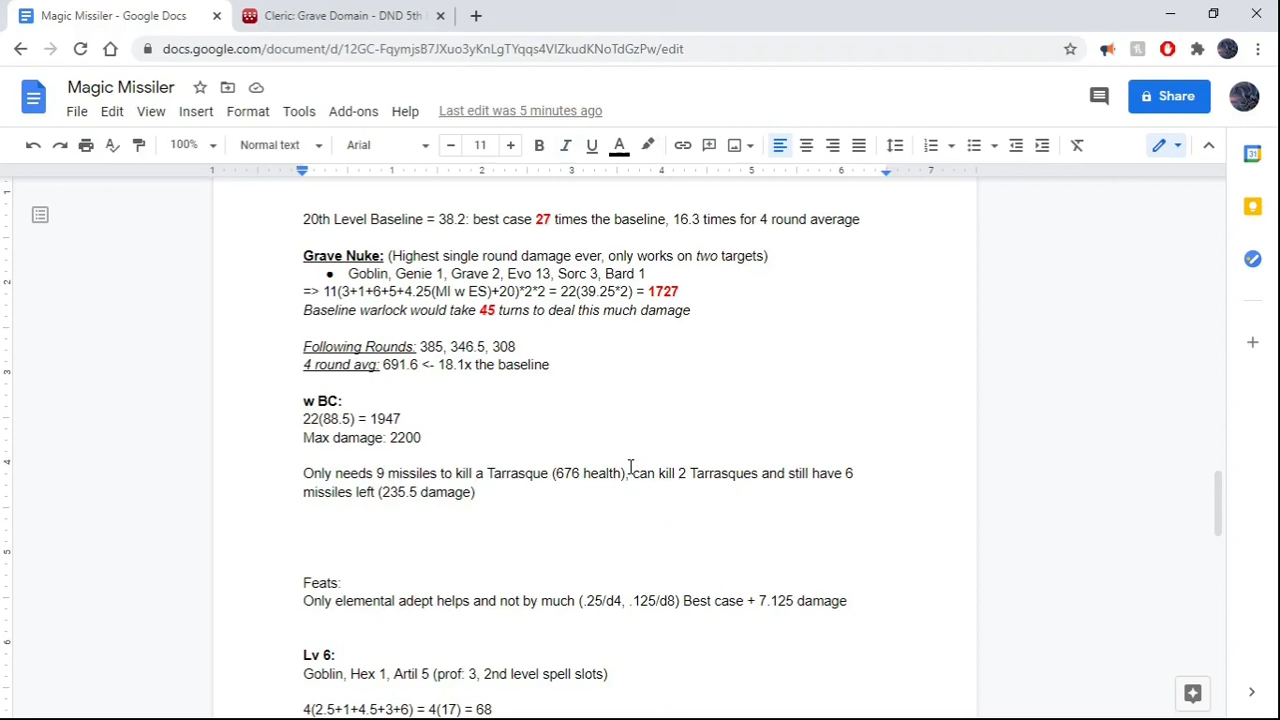 Magic Missiler - Google Docs
Cleric: Grave Domain - DND 5th
docs.google.com/document/d/12GC-FqymjsB7JXuo3yKnLgTYqqs4VIZkudKNoTdGzPw/edit
Magic Missiler
File Edit View Insert Format Tools Add-ons Help Last edit was 5 minutes ago
Share
100% Normal text Arial 11
1 1 2 3 4 5 6 7
20th Level Baseline = 38.2: best case 27 times the baseline, 16.3 times for 4 round average
Grave Nuke: (Highest single round damage ever, only works on two targets)
● Goblin, Genie 1, Grave 2, Evo 13, Sorc 3, Bard 1
=> 11(3+1+6+5+4.25(MI w ES)+20)*2*2 = 22(39.25*2) = 1727
Baseline warlock would take 45 turns to deal this much damage
Following Rounds: 385, 346.5, 308
4 round avg: 691.6 <- 18.1x the baseline
w BC:
22(88.5) = 1947
Max damage: 2200
Only needs 9 missiles to kill a Tarrasque (676 health), can kill 2 Tarrasques and still have 6
missiles left (235.5 damage)
Feats:
Only elemental adept helps and not by much (.25/d4, .125/d8) Best case + 7.125 damage
Lv 6:
Goblin, Hex 1, Artil 5 (prof: 3, 2nd level spell slots)
4(2.5+1+4.5+3+6) = 4(17) = 68